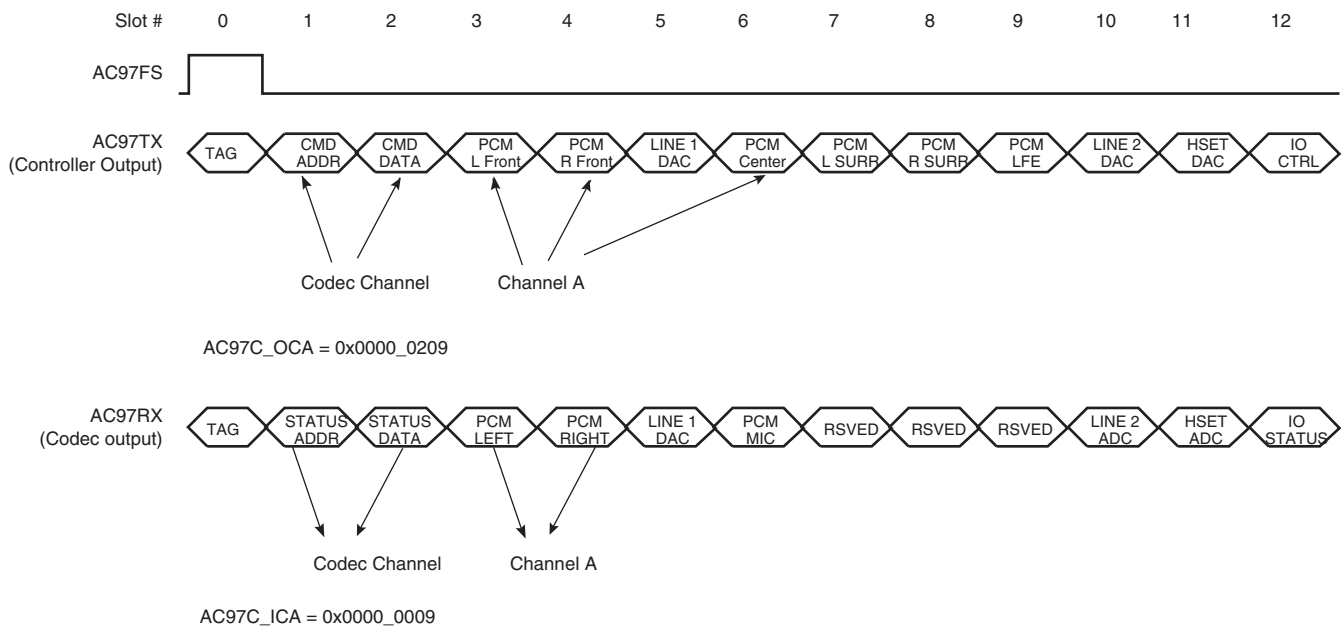 Slot # 0 1 2 3 4 5 6 7 8 9 10 11 12
AC97FS
AC97TX
(Controller Output)
TAG
CMD
ADDR
CMD
DATA
PCM
L Front
PCM
R Front
LINE 1
DAC
PCM
Center
PCM
L SURR
PCM
R SURR
PCM
LFE
LINE 2
DAC
HSET
DAC
IO
CTRL
Codec Channel
Channel A
AC97C_OCA = 0x0000_0209
AC97RX
(Codec output)
TAG
STATUS
ADDR
STATUS
DATA
PCM
LEFT
PCM
RIGHT
LINE 1
DAC
PCM
MIC
RSVED
RSVED
RSVED
LINE 2
ADC
HSET
ADC
IO
STATUS
Codec Channel
Channel A
AC97C_ICA = 0x0000_0009